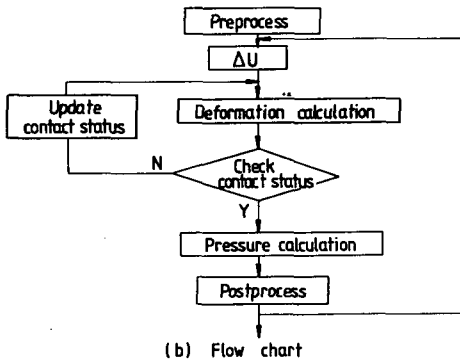 Preprocess
ΔU
Update
contact status
Deformation calculation
N
Check
contact status
Y
Pressure calculation
Postprocess
(b) Flow chart